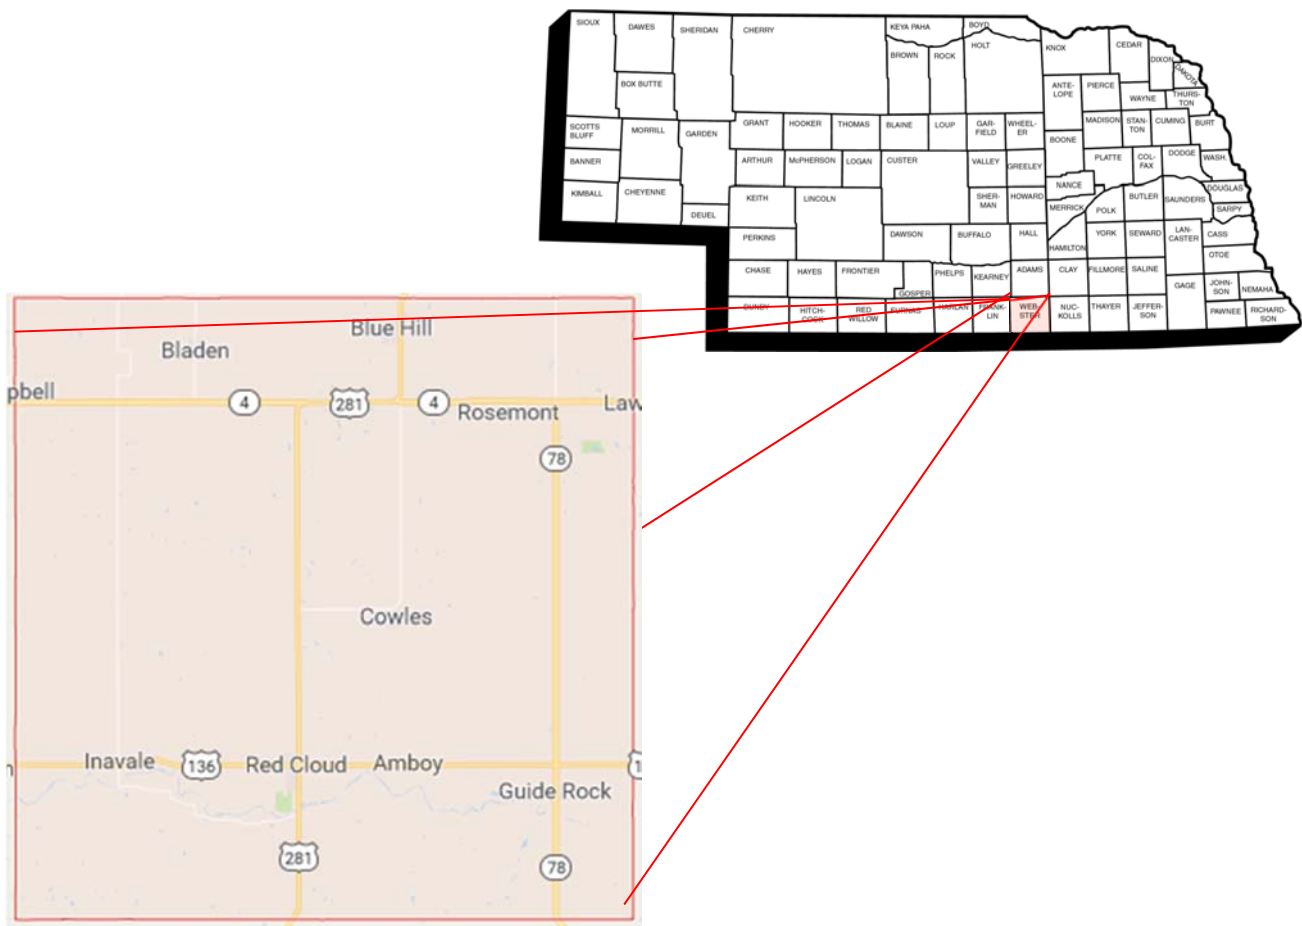 SIOUX
DAWES
SHERIDAN
CHERRY
KEYA PAHA
BOYD
HOLT
BROWN
ROCK
KNOX
CEDAR
DIXON
DAKOTA
BOX BUTTE
ANTE-
LOPE
PIERCE
WAYNE
THURS-
TON
SCOTTS
BLUFF
MORRILL
GARDEN
GRANT
HOOKER
THOMAS
BLAINE
LOUP
GAR-
FIELD
WHEEL-
ER
BOONE
MADISON
STAN-
TON
CUMING
BURT
BANNER
ARTHUR
McPHERSON
LOGAN
CUSTER
VALLEY
GREELEY
PLATTE
COL-
FAX
DODGE
WASH.
KIMBALL
CHEYENNE
DEUEL
KEITH
LINCOLN
SHER-
MAN
HOWARD
NANCE
MERRICK
POLK
BUTLER
SAUNDERS
DOUGLAS
SARPY
PERKINS
DAWSON
BUFFALO
HALL
HAMILTON
YORK
SEWARD
LAN-
CASTER
CASS
OTOE
CHASE
HAYES
FRONTIER
GOSPER
PHELPS
KEARNEY
ADAMS
CLAY
FILLMORE
SALINE
GAGE
JOHN-
SON
NEMAHA
DUNDY
HITCH-
COCK
RED
WILLOW
FURNAS
HARLAN
FRANK-
LIN
WEB-
STER
NUC-
KOLLS
THAYER
JEFFER-
SON
PAWNEE
RICHARD-
SON
Blue Hill
Bladen
pbell
4
281
4
Rosemont
Law
78
Cowles
Inavale
136
Red Cloud
Amboy
1
n
Guide Rock
281
78